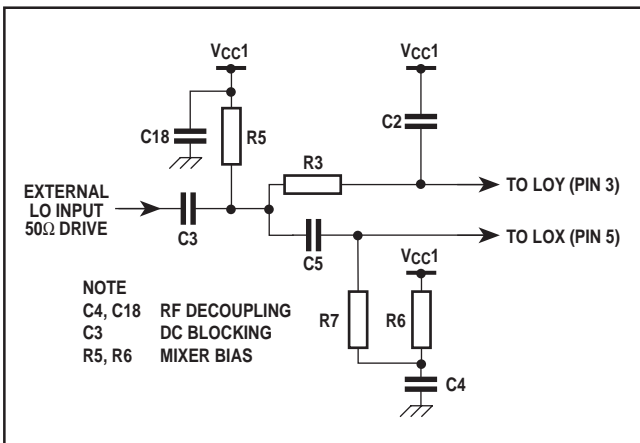 VCC1
VCC1
C18
R5
C2
R3
EXTERNAL
LO INPUT
50Ω DRIVE
C3
TO LOY (PIN 3)
C5
TO LOX (PIN 5)
VCC1
R7
R6
C4
NOTE
C4, C18 RF DECOUPLING
C3 DC BLOCKING
R5, R6 MIXER BIAS